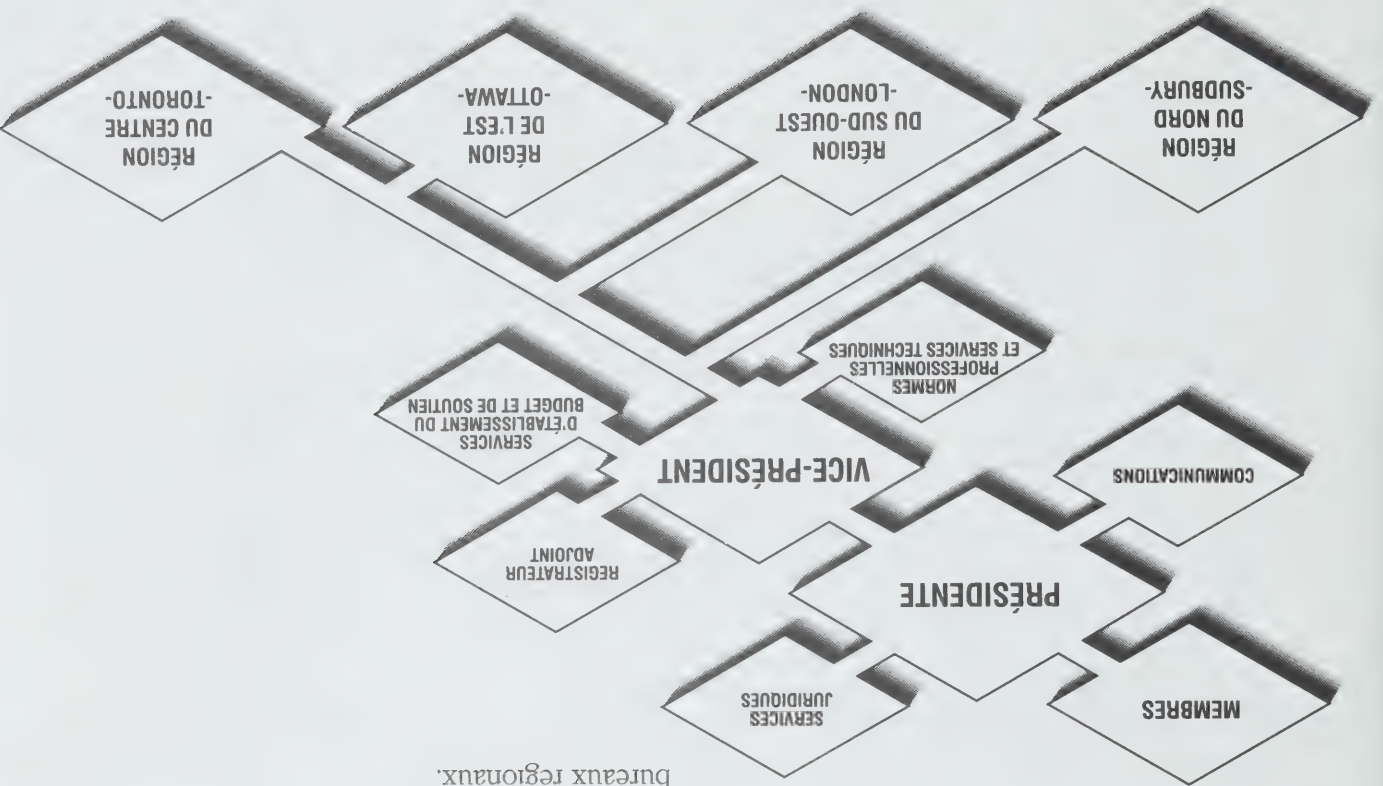 bureaux régionaux.
MEMBRES
SERVICES
JURIDIQUES
PRÉSIDENTE
REGISTRATEUR
ADJOINT
COMMUNICATIONS
VICE-PRÉSIDENT
SERVICES
D'ÉTABLISSEMENT DU
BUDGET ET DE SOUTIEN
NORMES
PROFESSIONNELLES
ET SERVICES TECHNIQUES
RÉGION
DU NORD
-SUDBURY-
RÉGION
DU SUD-OUEST
-LONDON-
RÉGION
DE L'EST
-OTTAWA-
RÉGION
DU CENTRE
-TORONTO-